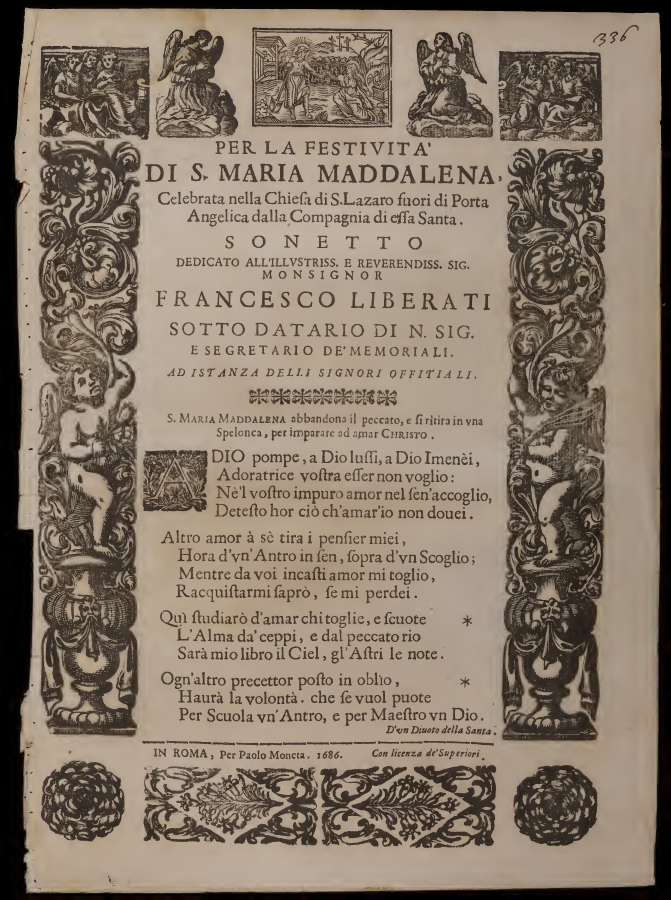 336
PER LA FESTIVITA'
DI S. MARIA MADDALENA,
Celebrata nella Chieſa di S. Lazaro fuori di Porta
Angelica dalla Compagnia di eſſa Santa.
SONETTO
DEDICATO ALL'ILLVSTRISS. E REVERENDISS. SIG.
MONSIGNOR
FRANCESCO LIBERATI
SOTTO DATARIO DI N. SIG.
E SEGRETARIO DE' MEMORIALI.
AD ISTANZA DELLI SIGNORI OFFITIALI.
S. MARIA MADDALENA abbandona il peccato, e ſi ritira in vna
Spelonca, per imparare ad amar CHRISTO.
ADIO pompe, a Dio luſſi, a Dio Imenèi,
Adoratrice voſtra eſſer non voglio:
Nè'l voſtro impuro amor nel ſen'accoglio,
Deteſto hor ciò ch'amar'io non douei.
Altro amor à sè tira i penſier miei,
Hora d'vn'Antro in ſen, ſopra d'vn Scoglio;
Mentre da voi incaſti amor mi toglio,
Racquiſtarmi ſaprò, ſe mi perdei.
Quì ſtudiarò d'amar chi toglie, e ſcuote *
L'Alma da' ceppi, e dal peccato rio
Sarà mio libro il Ciel, gl'Aſtri le note.
Ogn'altro precettor poſto in oblìo, *
Haurà la volontà. che ſe vuol puote
Per Scuola vn'Antro, e per Maeſtro vn Dio.
D'vn Diuoto della Santa.
IN ROMA, Per Paolo Moneta. 1686. Con licenza de' Superiori.